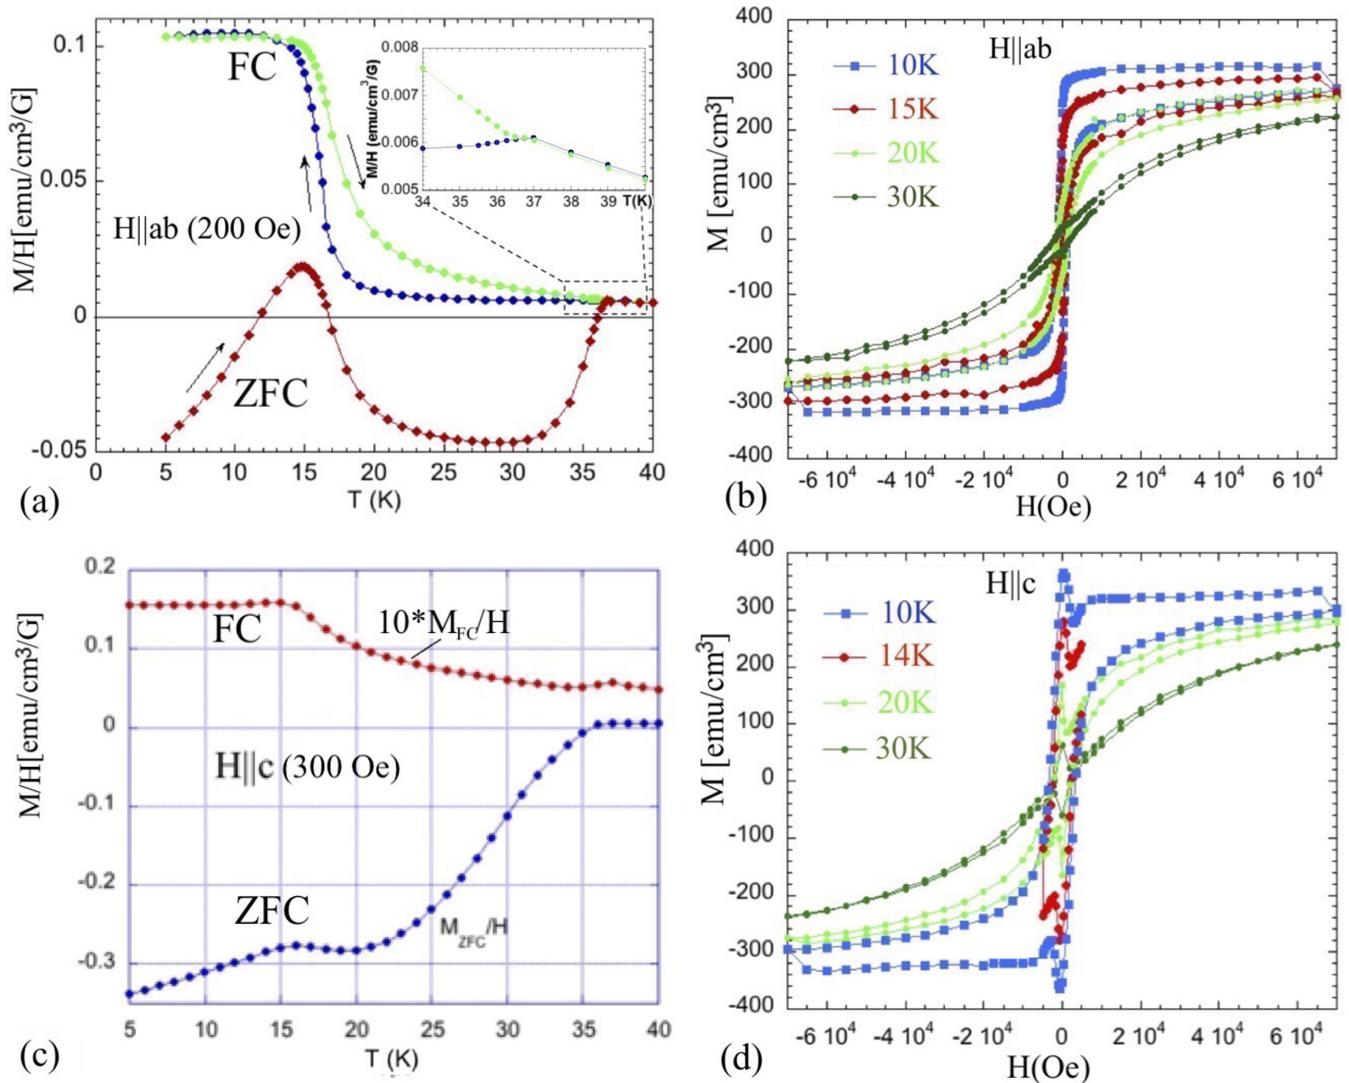 0.1
0.05
0
-0.05
M/H[emu/cm³/G]
FC
H||ab (200 Oe)
ZFC
0 5 10 15 20 25 30 35 40
T (K)
(a)
0.008
0.007
0.006
0.005
M/H (emu/cm³/G)
34 35 36 37 38 39 T(K)
400
300
200
100
0
-100
-200
-300
-400
M [emu/cm³]
H||ab
10K
15K
20K
30K
-6 10⁴ -4 10⁴ -2 10⁴ 0 2 10⁴ 4 10⁴ 6 10⁴
H(Oe)
(b)
0.2
0.1
0
-0.1
-0.2
-0.3
M/H[emu/cm³/G]
FC
10*M_FC/H
H||c (300 Oe)
ZFC
M_ZFC/H
5 10 15 20 25 30 35 40
T (K)
(c)
400
300
200
100
0
-100
-200
-300
-400
M [emu/cm³]
H||c
10K
14K
20K
30K
-6 10⁴ -4 10⁴ -2 10⁴ 0 2 10⁴ 4 10⁴ 6 10⁴
H(Oe)
(d)